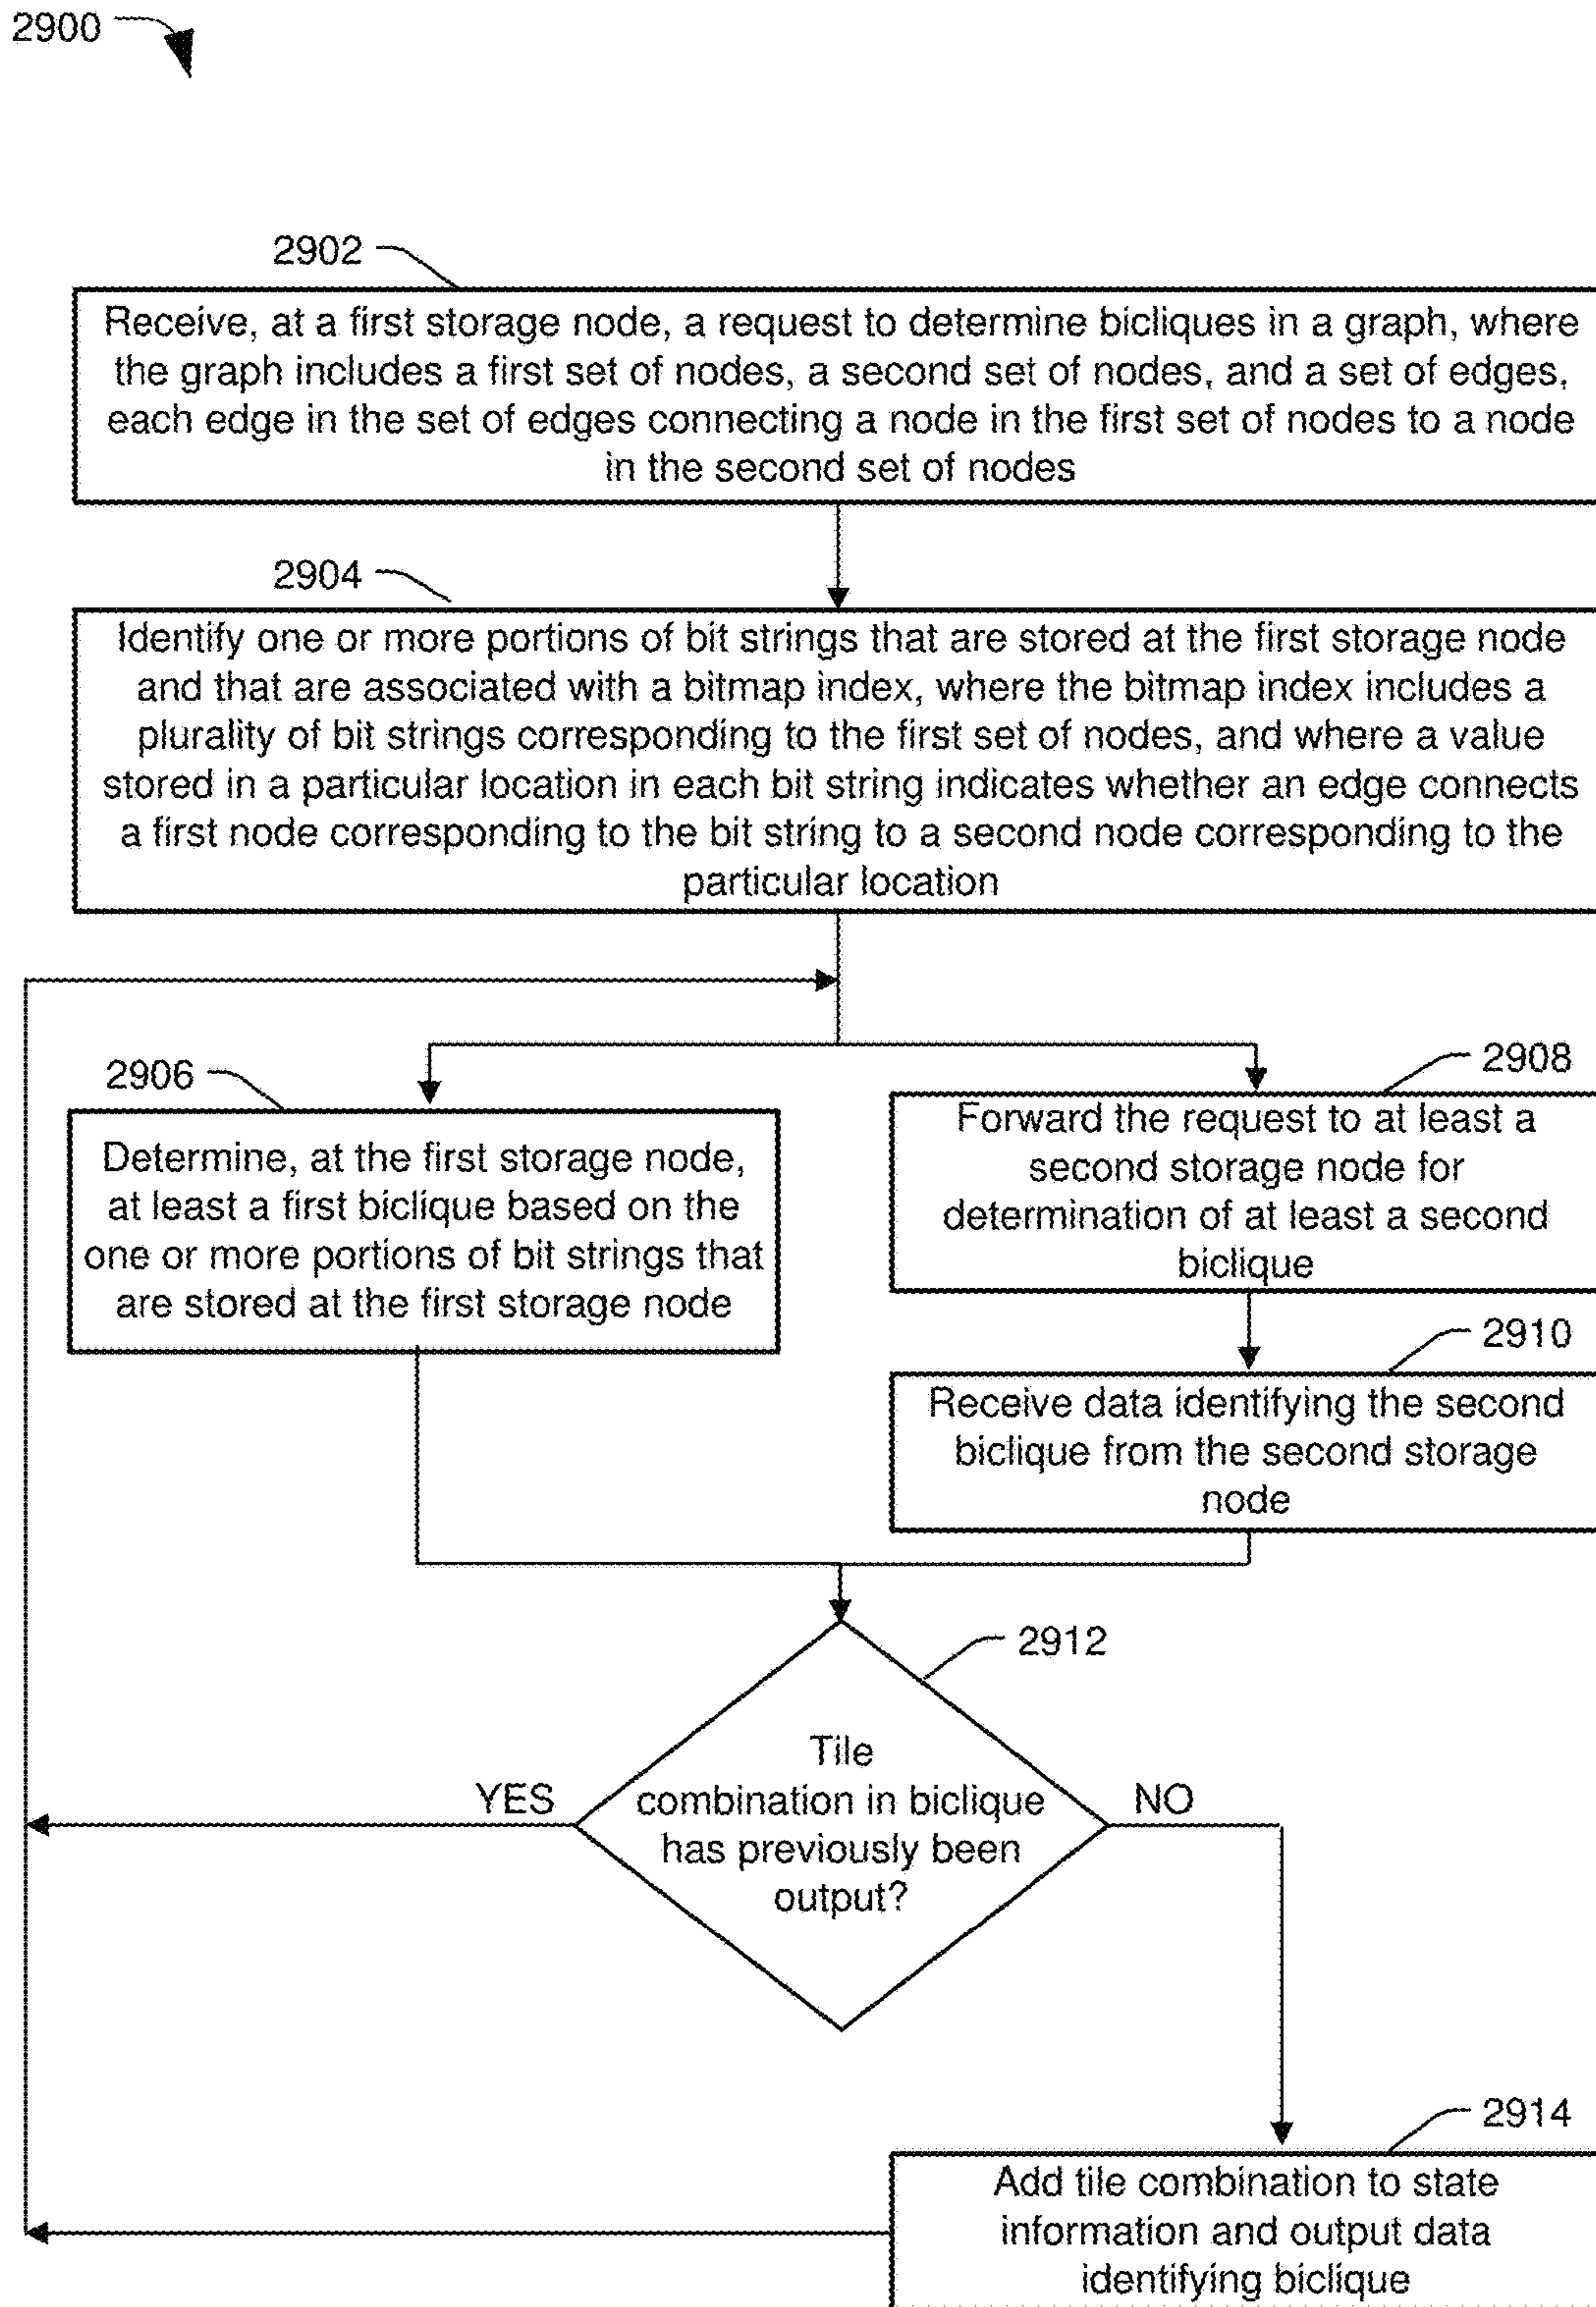 2900
2902
Receive, at a first storage node, a request to determine bicliques in a graph, where
the graph includes a first set of nodes, a second set of nodes, and a set of edges,
each edge in the set of edges connecting a node in the first set of nodes to a node
in the second set of nodes
2904
Identify one or more portions of bit strings that are stored at the first storage node
and that are associated with a bitmap index, where the bitmap index includes a
plurality of bit strings corresponding to the first set of nodes, and where a value
stored in a particular location in each bit string indicates whether an edge connects
a first node corresponding to the bit string to a second node corresponding to the
particular location
2906
Determine, at the first storage node,
at least a first biclique based on the
one or more portions of bit strings that
are stored at the first storage node
2908
Forward the request to at least a
second storage node for
determination of at least a second
biclique
2910
Receive data identifying the second
biclique from the second storage
node
2912
Tile
combination in biclique
has previously been
output?
YES
NO
2914
Add tile combination to state
information and output data
identifying biclique